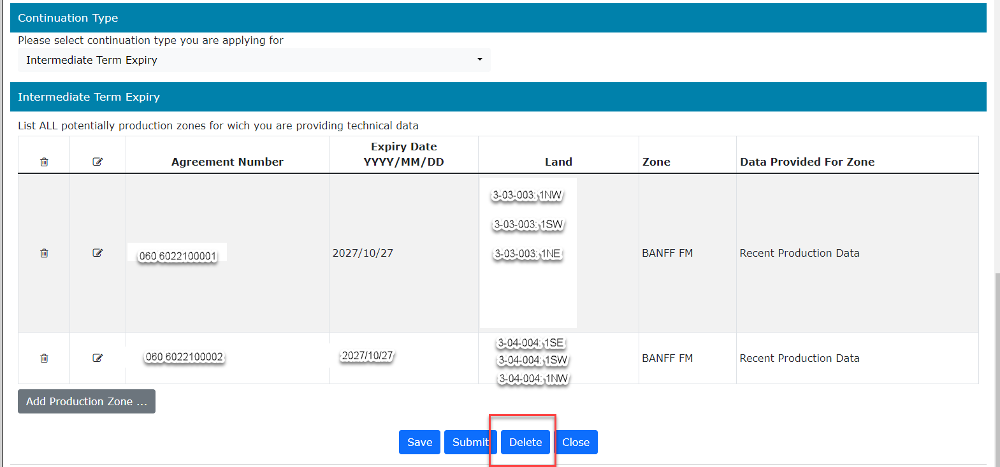 Continuation Type
Please select continuation type you are applying for
Intermediate Term Expiry
Intermediate Term Expiry
List ALL potentially production zones for wich you are providing technical data
Agreement Number
Expiry Date
YYYY/MM/DD
Land
Zone
Data Provided For Zone
060 6022100001
2027/10/27
3-03-003: 1NW
3-03-003: 1SW
3-03-003: 1NE
BANFF FM
Recent Production Data
060 6022100002
2027/10/27
3-04-004: 1SE
3-04-004: 1SW
3-04-004: 1NW
BANFF FM
Recent Production Data
Add Production Zone ...
Save
Submit
Delete
Close